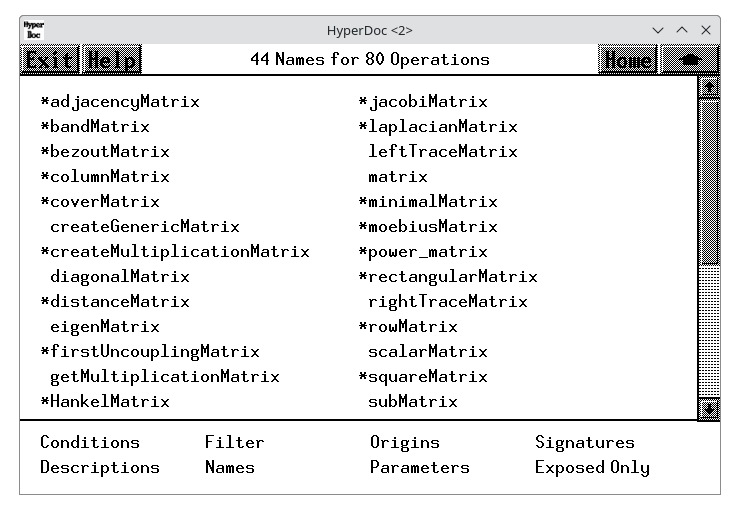 Hyper Doc HyperDoc <2>
Exit Help 44 Names for 80 Operations Home
*adjacencyMatrix *jacobiMatrix
*bandMatrix *laplacianMatrix
*bezoutMatrix leftTraceMatrix
*columnMatrix matrix
*coverMatrix *minimalMatrix
createGenericMatrix *moebiusMatrix
*createMultiplicationMatrix *power_matrix
diagonalMatrix *rectangularMatrix
*distanceMatrix rightTraceMatrix
eigenMatrix *rowMatrix
*firstUncouplingMatrix scalarMatrix
getMultiplicationMatrix *squareMatrix
*HankelMatrix subMatrix
Conditions Filter Origins Signatures
Descriptions Names Parameters Exposed Only